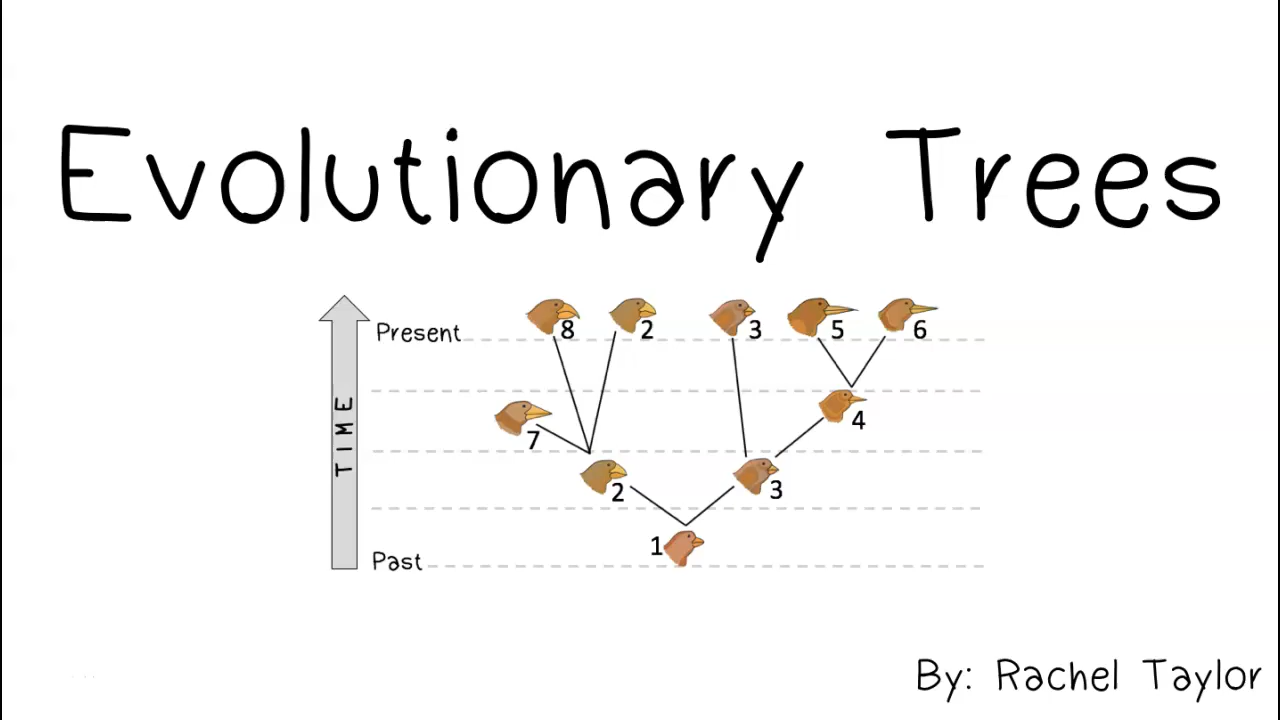 Evolutionary Trees
Present
8 2 3 5 6
TIME
7 4
2 3
1
Past
By: Rachel Taylor